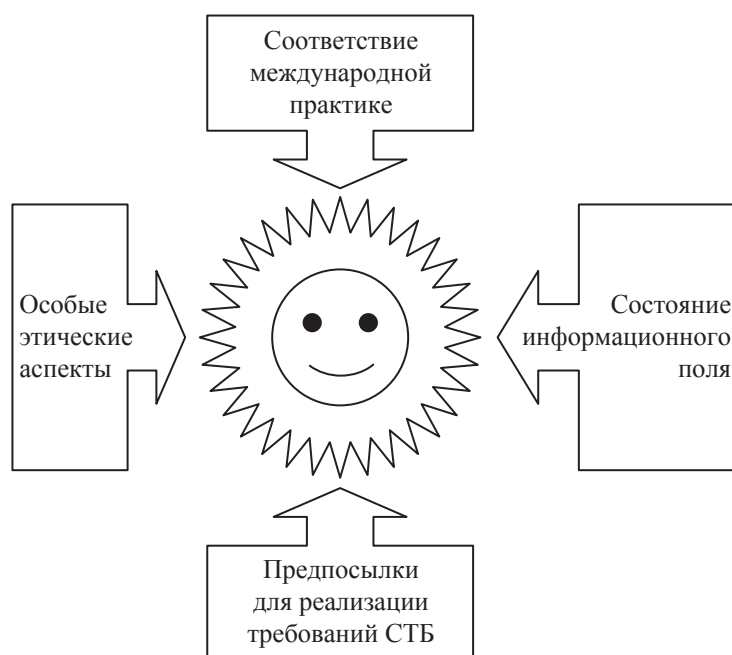 Соответствие
международной
практике
Особые
этические
аспекты
Состояние
информационного
поля
Предпосылки
для реализации
требований СТБ